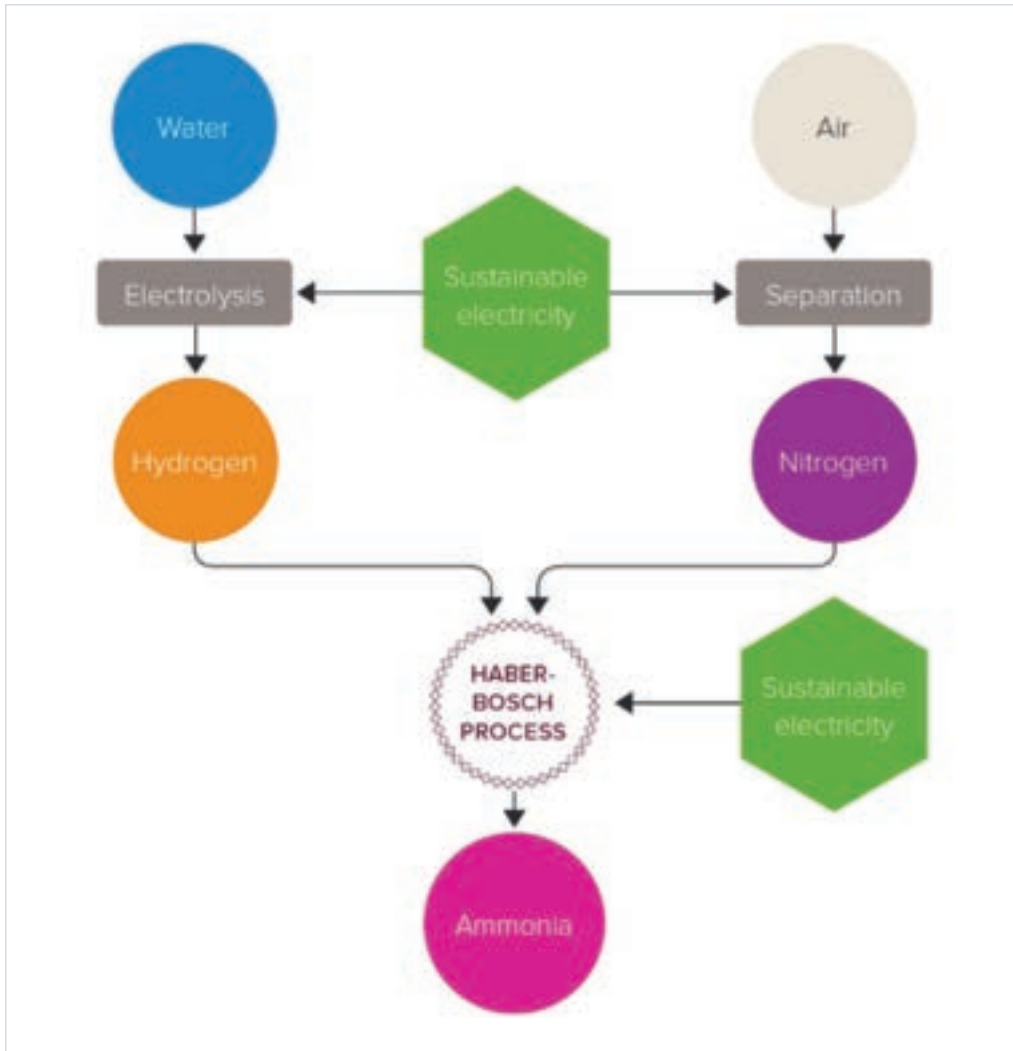 Water
Air
Sustainable
electricity
Electrolysis
Separation
Hydrogen
Nitrogen
HABER-
BOSCH
PROCESS
Sustainable
electricity
Ammonia